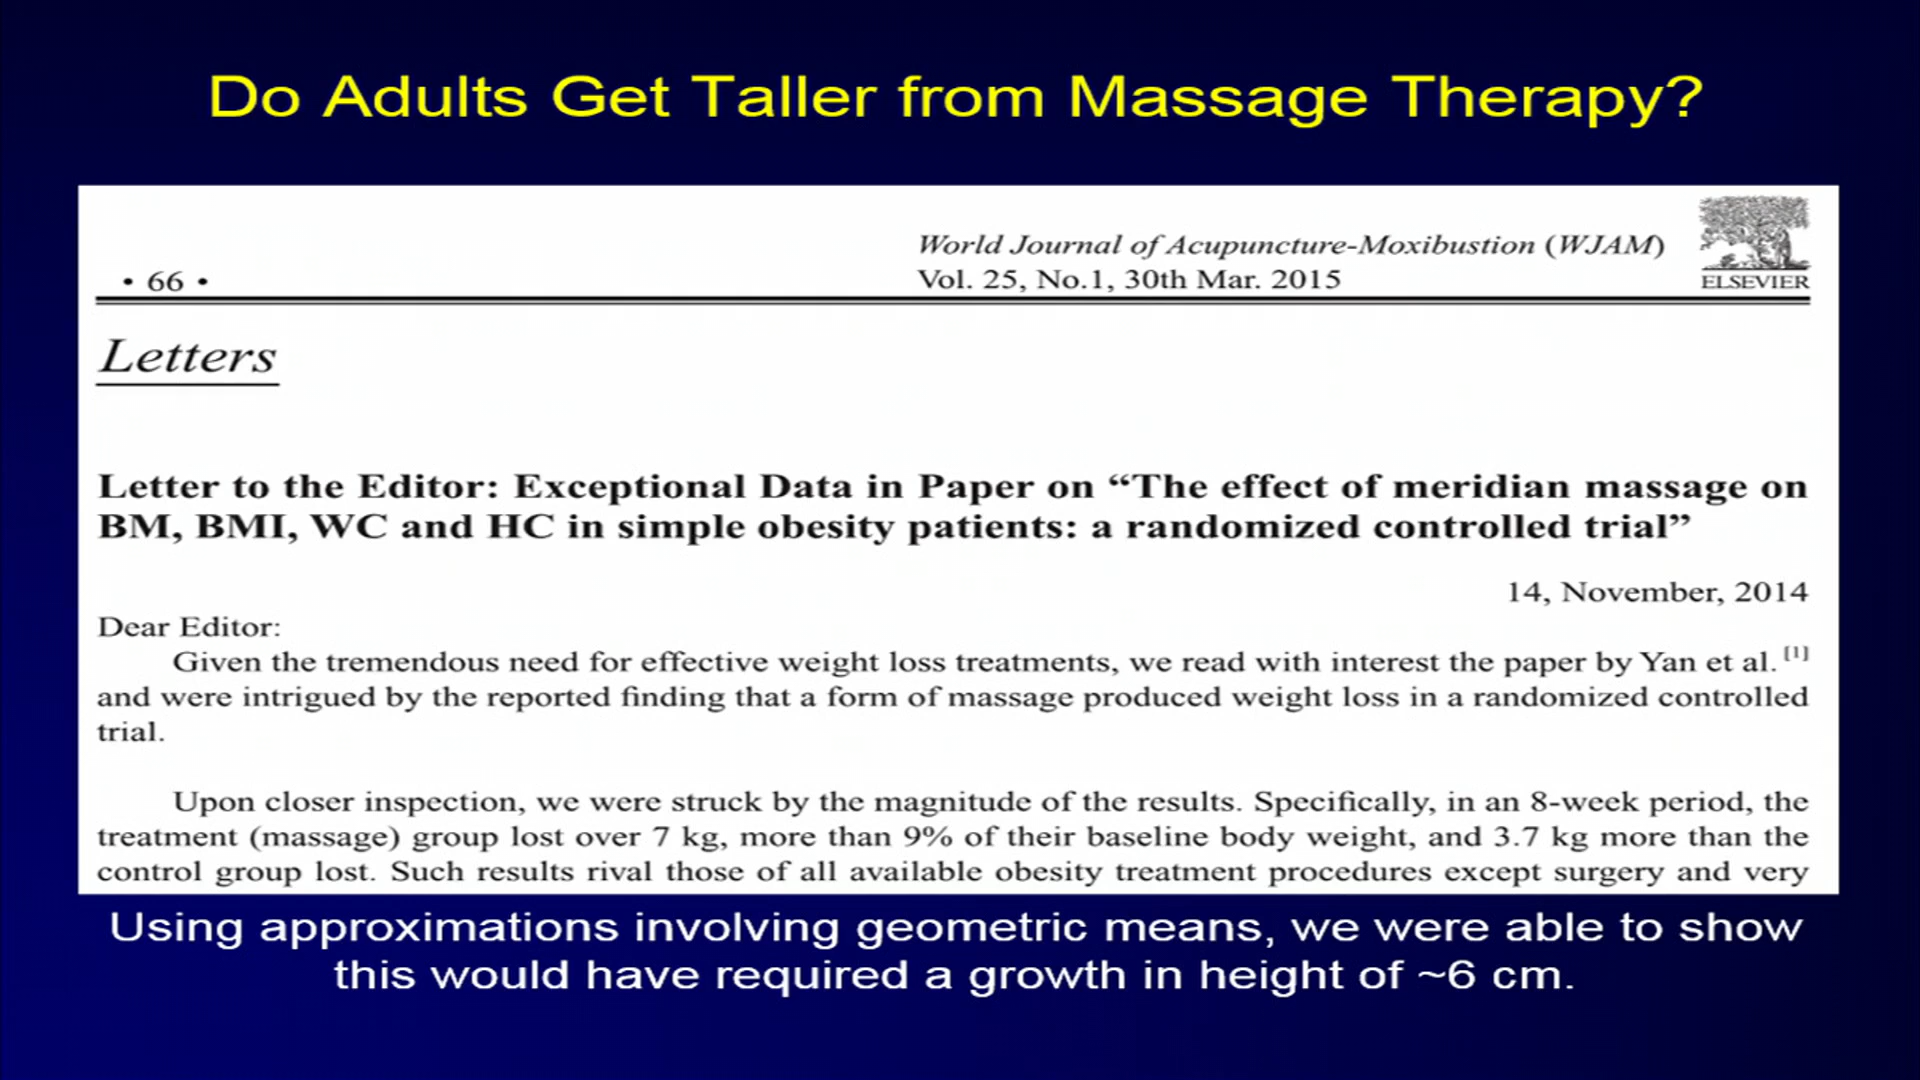 Do Adults Get Taller from Massage Therapy?
World Journal of Acupuncture-Moxibustion (WJAM)
• 66 •
Vol. 25, No.1, 30th Mar. 2015
ELSEVIER
Letters
Letter to the Editor: Exceptional Data in Paper on “The effect of meridian massage on
BM, BMI, WC and HC in simple obesity patients: a randomized controlled trial”
14, November, 2014
Dear Editor:
Given the tremendous need for effective weight loss treatments, we read with interest the paper by Yan et al. [1]
and were intrigued by the reported finding that a form of massage produced weight loss in a randomized controlled
trial.
Upon closer inspection, we were struck by the magnitude of the results. Specifically, in an 8-week period, the
treatment (massage) group lost over 7 kg, more than 9% of their baseline body weight, and 3.7 kg more than the
control group lost. Such results rival those of all available obesity treatment procedures except surgery and very
Using approximations involving geometric means, we were able to show
this would have required a growth in height of ~6 cm.